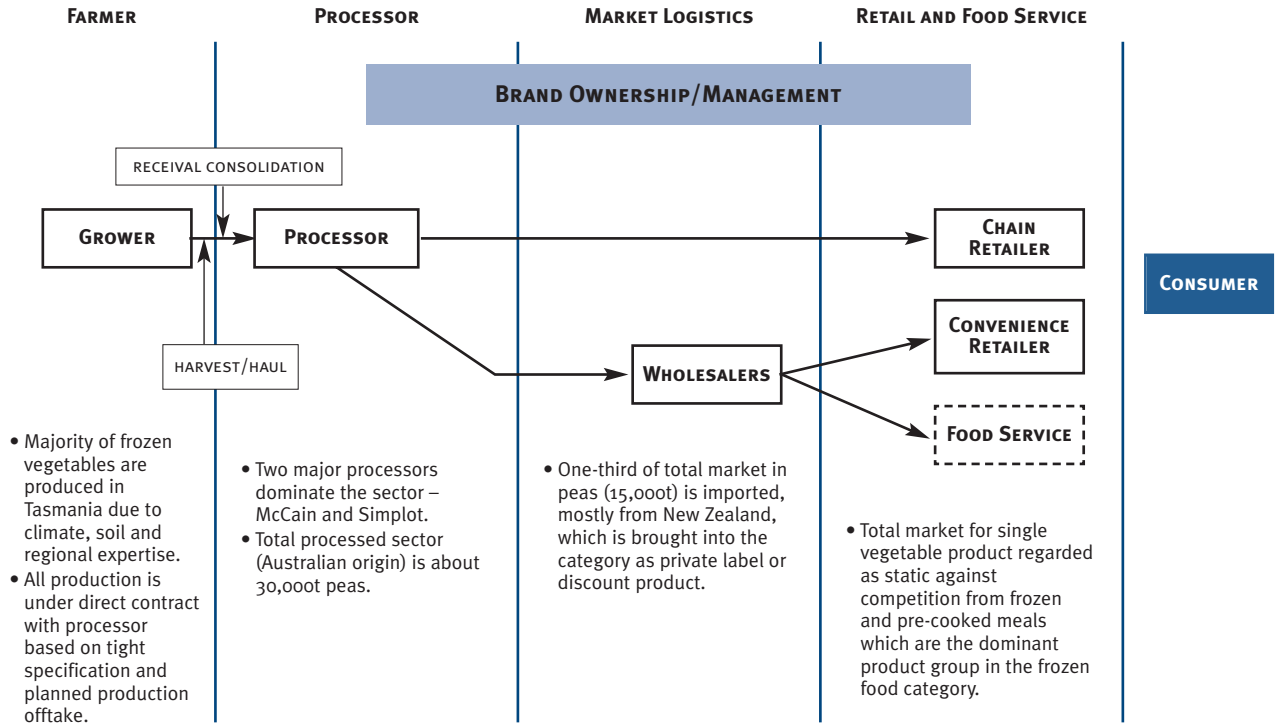 FARMER
PROCESSOR
MARKET LOGISTICS
RETAIL AND FOOD SERVICE
BRAND OWNERSHIP/MANAGEMENT
RECEIVAL CONSOLIDATION
GROWER
PROCESSOR
CHAIN
RETAILER
CONSUMER
CONVENIENCE
RETAILER
HARVEST/HAUL
WHOLESALERS
FOOD SERVICE
• Majority of frozen
vegetables are
produced in
Tasmania due to
climate, soil and
regional expertise.
• All production is
under direct contract
with processor
based on tight
specification and
planned production
offtake.
• Two major processors
dominate the sector –
McCain and Simplot.
• Total processed sector
(Australian origin) is about
30,000t peas.
• One-third of total market in
peas (15,000t) is imported,
mostly from New Zealand,
which is brought into the
category as private label or
discount product.
• Total market for single
vegetable product regarded
as static against
competition from frozen
and pre-cooked meals
which are the dominant
product group in the frozen
food category.